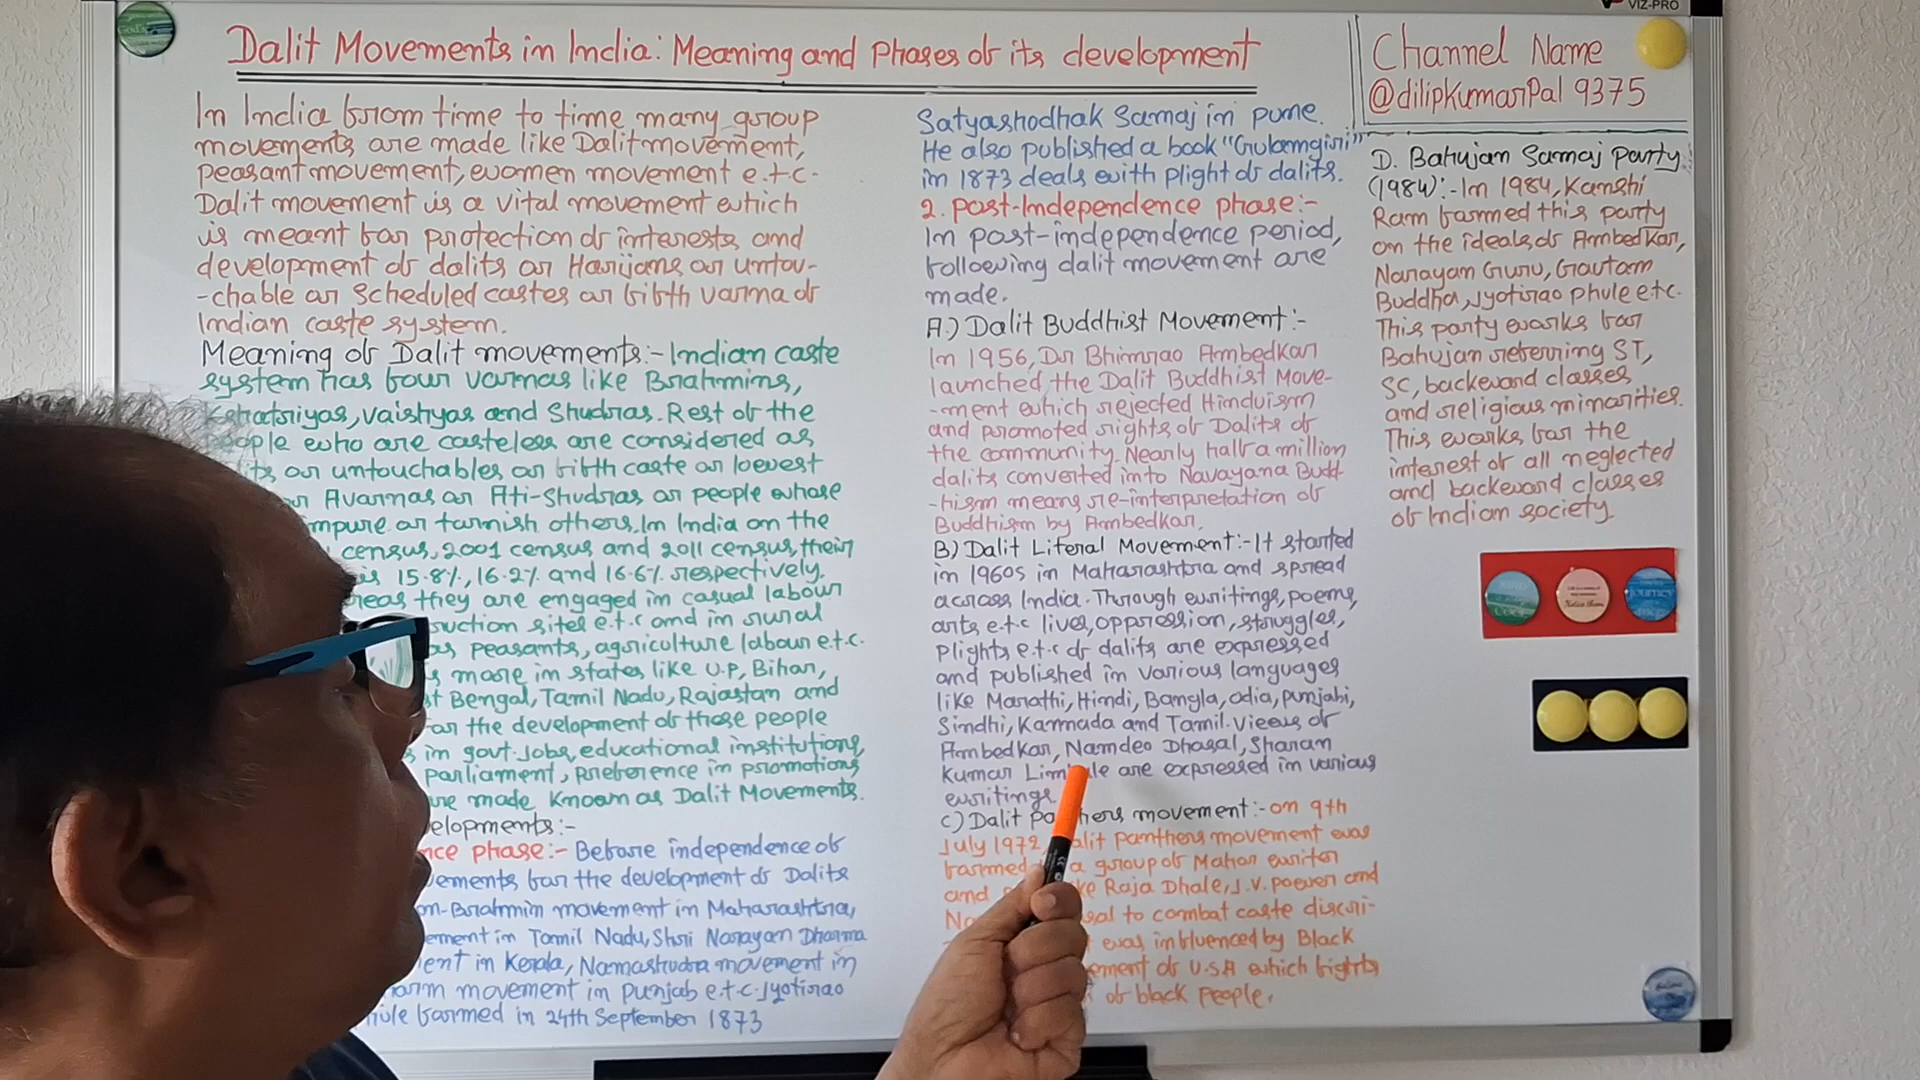 VIZ-PRO
Dalit Movements in India: Meaning and Phases of its development
Channel Name
@dilipkumarPal 9375
In India from time to time many group
movements are made like Dalit movement,
peasant movement, women movement e.t.c.
Dalit movement is a vital movement which
is meant for protection of interests and
development of dalits or Harijans or untou-
-chable or scheduled castes or fifth varna of
Indian caste system.
Meaning of Dalit movements:- Indian caste
system has four varnas like Brahmins,
Kshatriyas, Vaishyas and Shudras. Rest of the
people who are casteless are considered as
or untouchables or fifth caste or lowest
or Avarnas or Ati-Shudras or people whose
impure or tarnish others. In India on the
census, 2001 census and 2011 census, their
is 15.8%, 16.2% and 16.6% respectively.
they are engaged in casual labour
sites e.t.c and in rural
peasants, agriculture labour e.t.c.
more in states like U.P, Bihar,
Bengal, Tamil Nadu, Rajastan and
for the development of those people
in govt. jobs, educational institutions,
parliament, preference in promotions
are made known as Dalit Movements.
phase:- Before independence of
for the development of Dalits
Brahmin movement in Maharashtra,
in Tamil Nadu, Shri Narayan Dharma
in Kerala, Namashudra movement in
movement in Punjab e.t.c. Jyotirao
formed in 24th September 1873
Satyashodhak Samaj in pune.
He also published a book "Gulamgiri"
in 1873 deals with plight of dalits.
2. Post-Independence phase:-
In post-independence period,
following dalit movement are
made.
A.) Dalit Buddhist Movement:-
In 1956, Dr Bhimrao Ambedkar
launched the Dalit Buddhist Move-
-ment which rejected Hinduism
and promoted rights of Dalits of
the community. Nearly half a million
dalits converted into Navayana Budd-
-hism means re-interpretation of
Buddhism by Ambedkar.
B) Dalit Literal Movement:- It started
in 1960s in Maharashtra and spread
across India. Through writings, poems,
arts e.t.c lives, oppression, struggles,
plights e.t.c of dalits are expressed
and published in various languages
like Marathi, Hindi, Bangla, odia, punjabi,
Sindhi, Kannada and Tamil. Views of
Ambedkar, Namdeo Dhasal, Sharan
Kumar are expressed in various
writings
C) Dalit movement:- on 9th
July 1972, Dalit Panthers movement was
formed a group of Mahar writer
and Raja Dhale, J.V. power and
to combat caste discri-
was influenced by Black
of U.S.A which fights
of black people.
D. Bahujan Samaj party
(1984):- In 1984, Kanshi
Ram formed this party
on the ideals of Ambedkar,
Narayan Guru, Gautam
Buddha, Jyotirao phule etc.
This party works for
Bahujan referring ST,
SC, backward classes
and religious minorities.
This works for the
interest of all neglected
and backward classes
of Indian society.